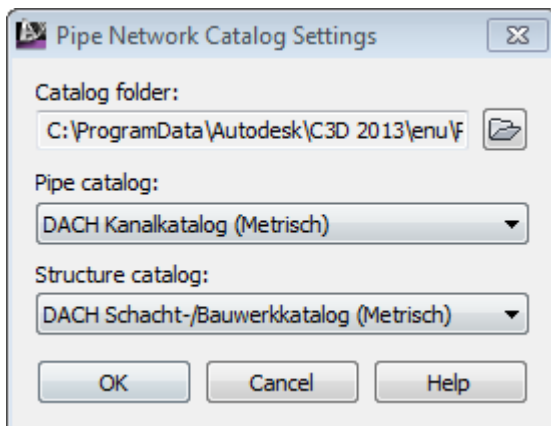 Pipe Network Catalog Settings
Catalog folder:
C:\ProgramData\Autodesk\C3D 2013\enu\
Pipe catalog:
DACH Kanalkatalog (Metrisch)
Structure catalog:
DACH Schacht-/Bauwerkkatalog (Metrisch)
OK Cancel Help